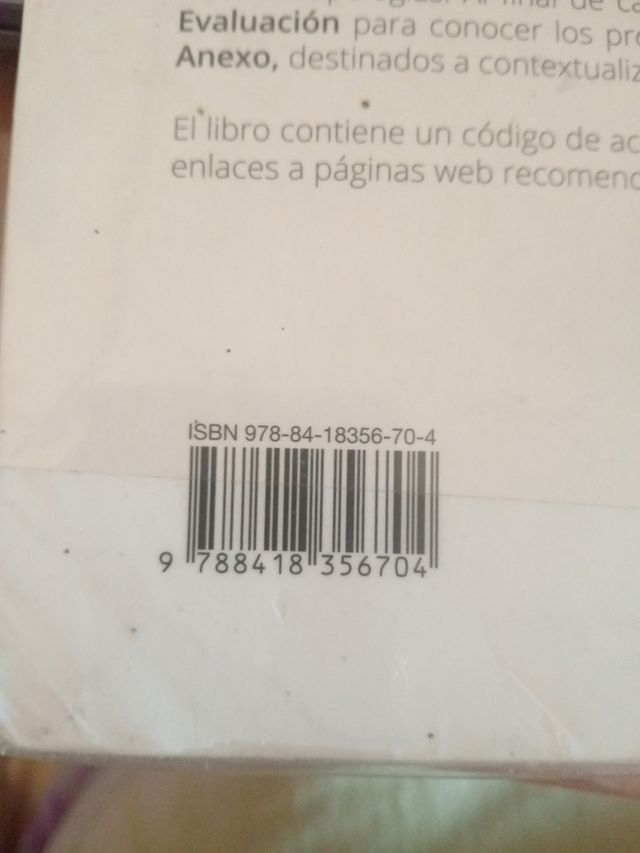 Evaluación para conocer los
Anexo, destinados a
El libro contiene un código de
enlaces a páginas web
ISBN 978-84-18356-70-4
9 788418 356704